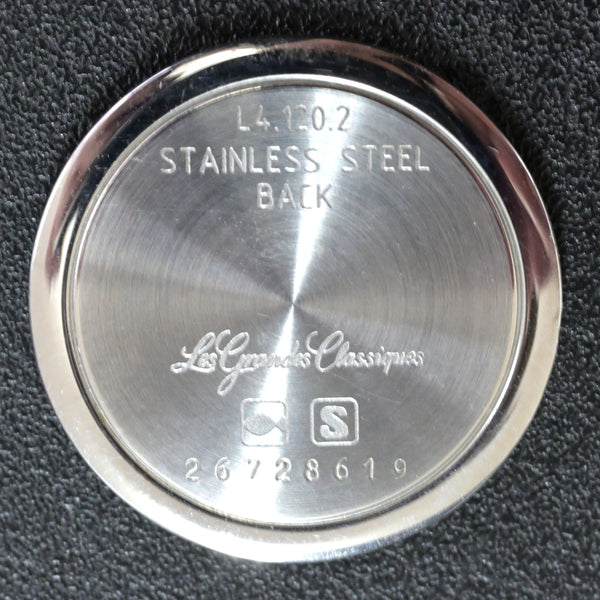 L4.120.2
STAINLESS STEEL
BACK
Les Grandes Classiques
S
26728619